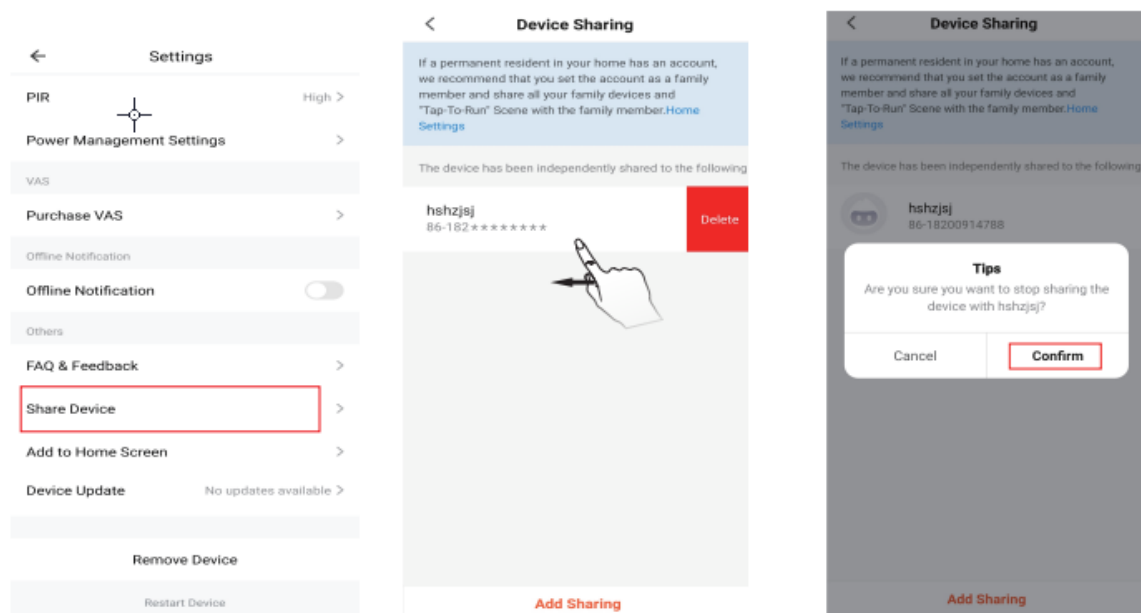 Settings
PIR High
Power Management Settings
VAS
Purchase VAS
Offline Notification
Offline Notification
Others
FAQ & Feedback
Share Device
Add to Home Screen
Device Update No updates available
Remove Device
Restart Device
Device Sharing
If a permanent resident in your home has an account,
we recommend that you set the account as a family
member and share all your family devices and
"Tap-To-Run" Scene with the family member.Home
Settings
The device has been independently shared to the following
hshzjsj
86-182********
Delete
Add Sharing
Device Sharing
If a permanent resident in your home has an account,
we recommend that you set the account as a family
member and share all your family devices and
"Tap-To-Run" Scene with the family member.Home
Settings
The device has been independently shared to the following
hshzjsj
86-18200914788
Tips
Are you sure you want to stop sharing the
device with hshzjsj?
Cancel Confirm
Add Sharing